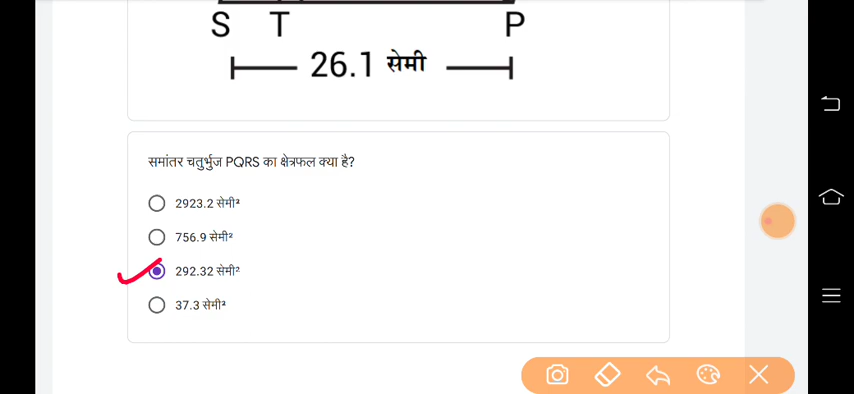 S T P
26.1 सेमी
समांतर चतुर्भुज PQRS का क्षेत्रफल क्या है?
2923.2 सेमी²
756.9 सेमी²
292.32 सेमी²
37.3 सेमी²